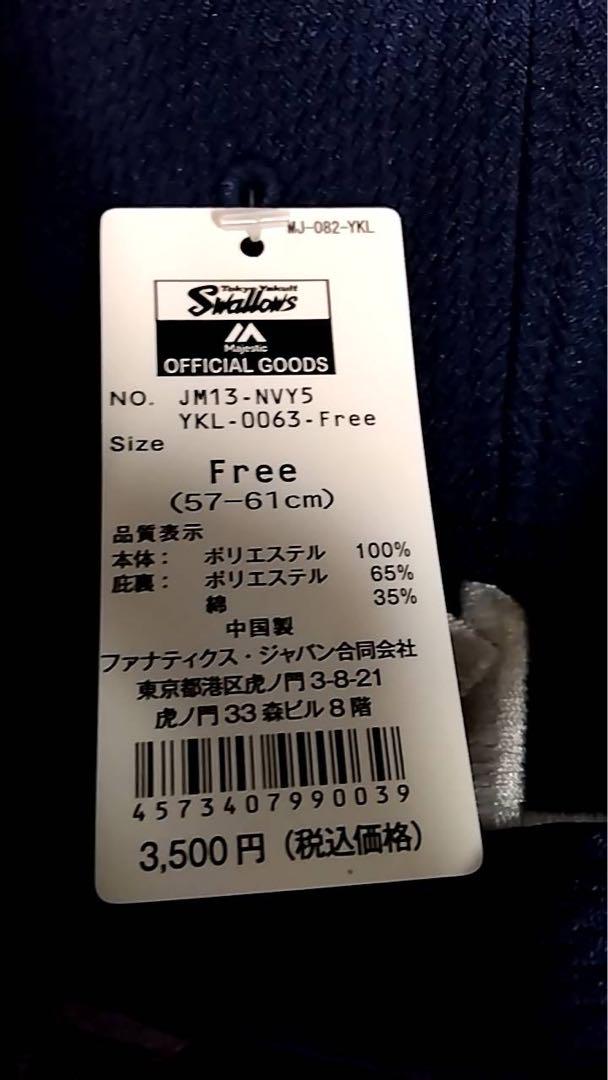 MJ-082-YKL
Tokyo Yakult
Swallows
Majestic
OFFICIAL GOODS
NO. JM13-NVY5
YKL-0063-Free
Size
Free
(57-61cm)
品質表示
本体： ポリエステル 100%
庇裏： ポリエステル 65%
綿 35%
中国製
ファナティクス・ジャパン合同会社
東京都港区虎ノ門3-8-21
虎ノ門33森ビル8階
4573407990039
3,500円（税込価格）